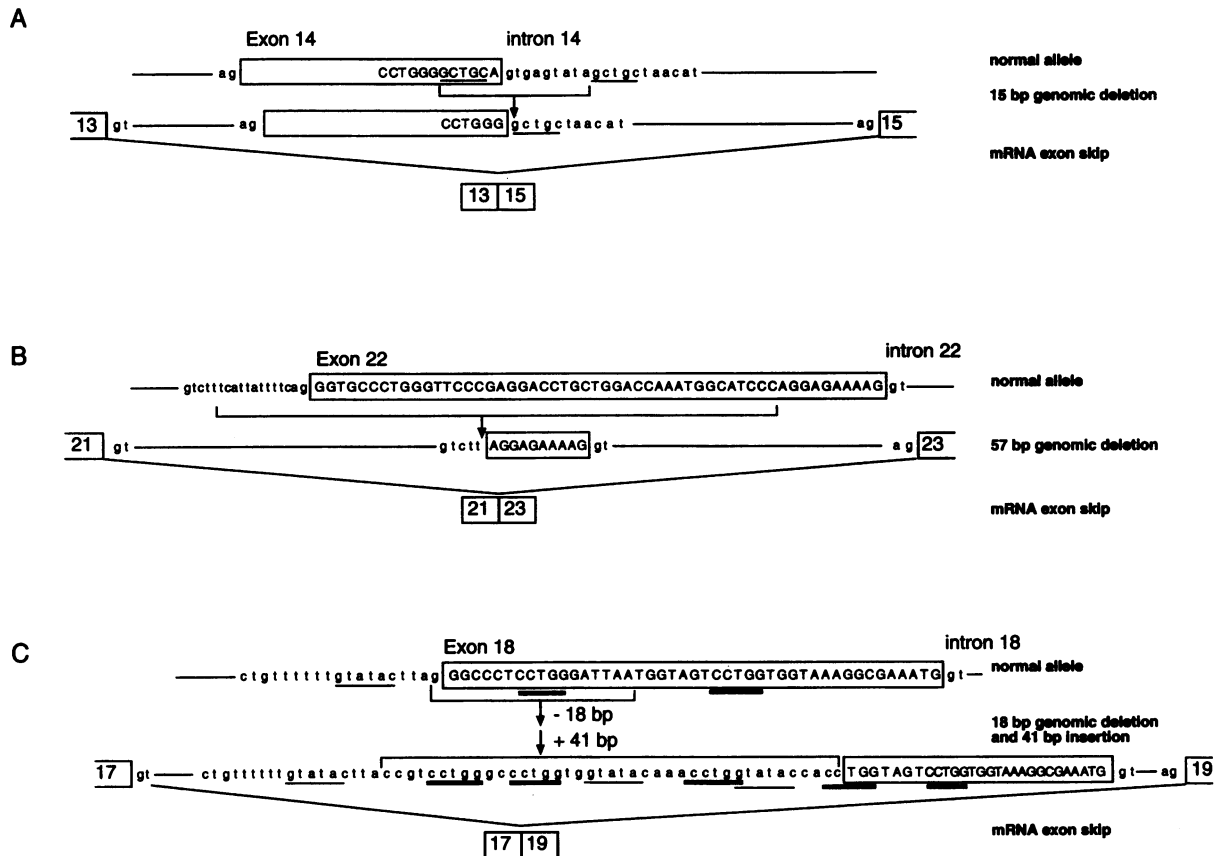 A
Exon 14 intron 14
ag CCTGGGGCTGCA gtgagtatagctgctaacat normal allele
15 bp genomic deletion
13 gt ag CCTGGG gctgctaacat ag 15
mRNA exon skip
13 15
B
Exon 22 intron 22
gtctttcattattttcag GGTGCCCTGGGTTCCCGAGGACCTGCTGGACCAAATGGCATCCCAGGAGAAAAG gt normal allele
21 gt gtctt AGGAGAAAAG gt ag 23 57 bp genomic deletion
21 23 mRNA exon skip
C
Exon 18 intron 18
ctgttttttgtatacttag GGCCCTCCTGGGATTAATGGTAGTCCTGGTGGTAAAGGCGAAATG gt normal allele
- 18 bp
+ 41 bp
18 bp genomic deletion
and 41 bp insertion
17 gt ctgttttttgtatacttaccgtcctgggccctggtggtatacaaacctggtataccacc TGGTAGTCCTGGTGGTAAAGGCGAAATG gt ag 19
mRNA exon skip
17 19